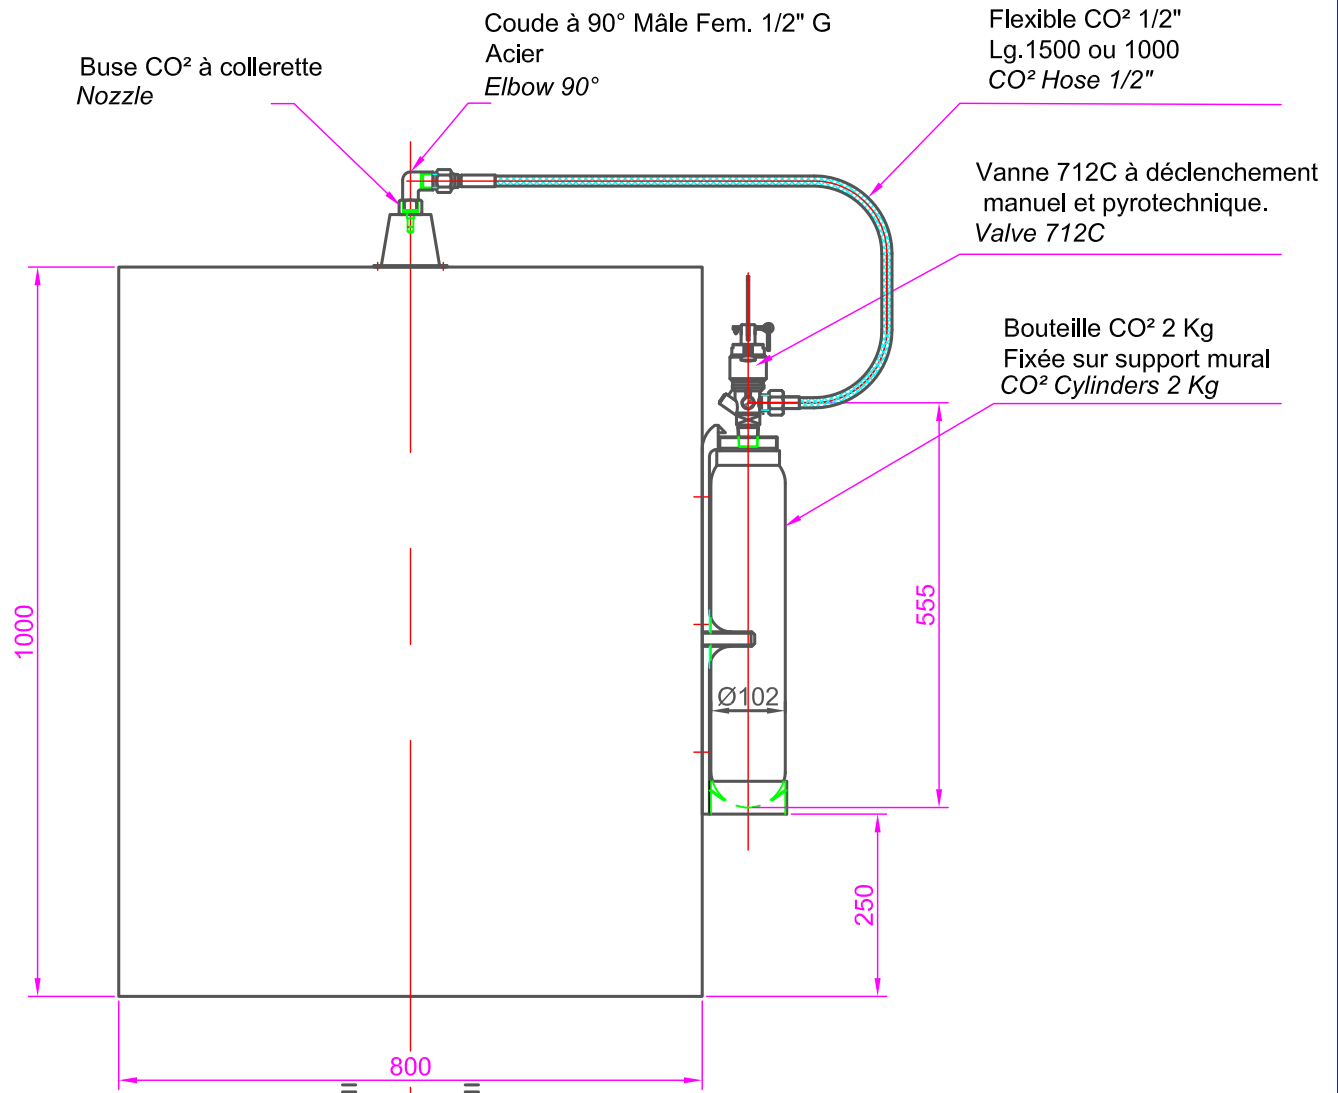 Buse CO² à collerette
Nozzle
Coude à 90° Mâle Fem. 1/2" G
Acier
Elbow 90°
Flexible CO² 1/2"
Lg.1500 ou 1000
CO² Hose 1/2"
Vanne 712C à déclenchement
manuel et pyrotechnique.
Valve 712C
Bouteille CO² 2 Kg
Fixée sur support mural
CO² Cylinders 2 Kg
1000
555
Ø102
250
800